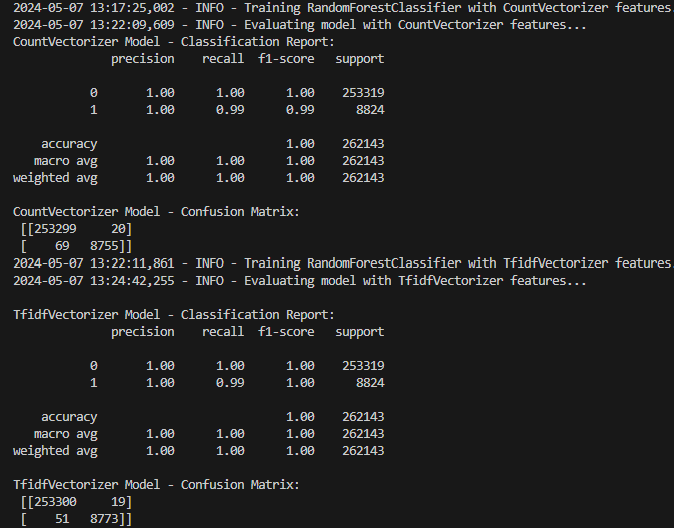 2024-05-07 13:17:25,002 - INFO - Training RandomForestClassifier with CountVectorizer features.
2024-05-07 13:22:09,609 - INFO - Evaluating model with CountVectorizer features...
CountVectorizer Model - Classification Report:
precision recall f1-score support
0 1.00 1.00 1.00 253319
1 1.00 0.99 0.99 8824
accuracy 1.00 262143
macro avg 1.00 1.00 1.00 262143
weighted avg 1.00 1.00 1.00 262143
CountVectorizer Model - Confusion Matrix:
[[253299 20]
[ 69 8755]]
2024-05-07 13:22:11,861 - INFO - Training RandomForestClassifier with TfidfVectorizer features.
2024-05-07 13:24:42,255 - INFO - Evaluating model with TfidfVectorizer features...
TfidfVectorizer Model - Classification Report:
precision recall f1-score support
0 1.00 1.00 1.00 253319
1 1.00 0.99 1.00 8824
accuracy 1.00 262143
macro avg 1.00 1.00 1.00 262143
weighted avg 1.00 1.00 1.00 262143
TfidfVectorizer Model - Confusion Matrix:
[[253300 19]
[ 51 8773]]